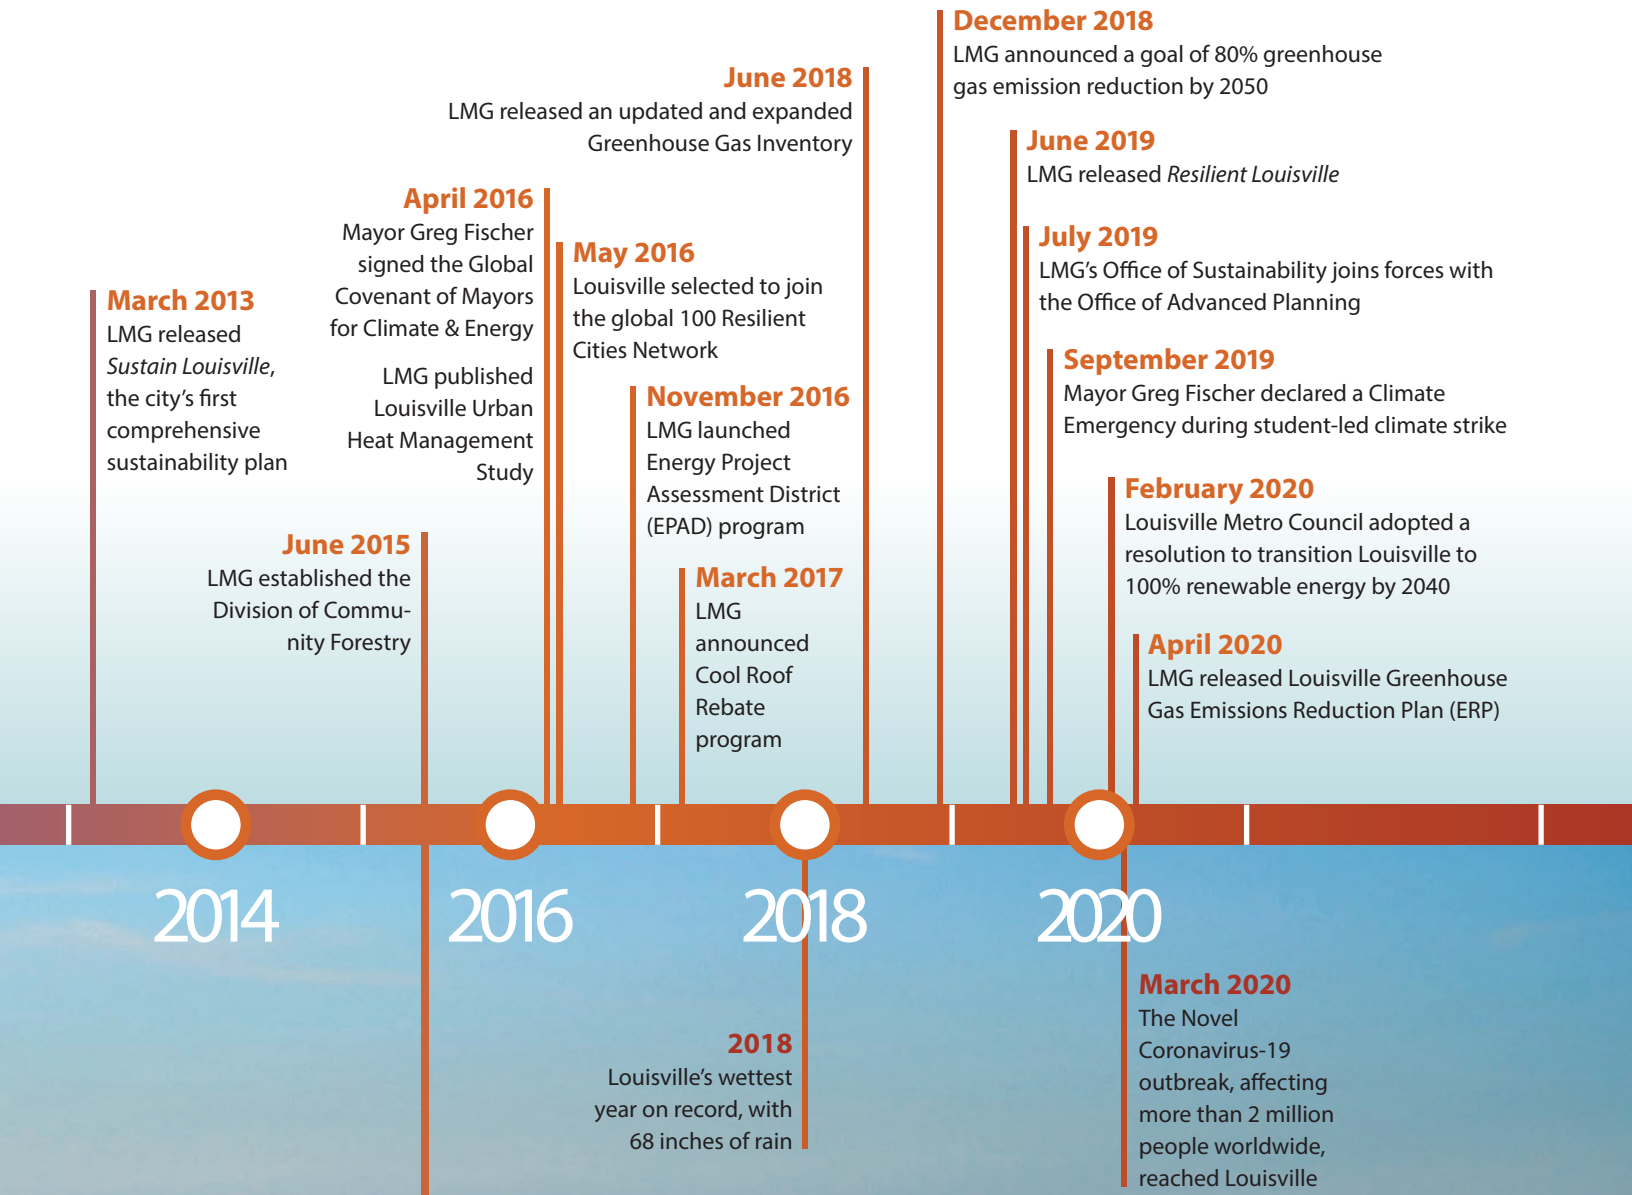 March 2013
LMG released
Sustain Louisville,
the city's first
comprehensive
sustainability plan
June 2015
LMG established the
Division of Commu-
nity Forestry
April 2016
Mayor Greg Fischer
signed the Global
Covenant of Mayors
for Climate & Energy
LMG published
Louisville Urban
Heat Management
Study
May 2016
Louisville selected to join
the global 100 Resilient
Cities Network
November 2016
LMG launched
Energy Project
Assessment District
(EPAD) program
March 2017
LMG
announced
Cool Roof
Rebate
program
June 2018
LMG released an updated and expanded
Greenhouse Gas Inventory
December 2018
LMG announced a goal of 80% greenhouse
gas emission reduction by 2050
June 2019
LMG released Resilient Louisville
July 2019
LMG's Office of Sustainability joins forces with
the Office of Advanced Planning
September 2019
Mayor Greg Fischer declared a Climate
Emergency during student-led climate strike
February 2020
Louisville Metro Council adopted a
resolution to transition Louisville to
100% renewable energy by 2040
April 2020
LMG released Louisville Greenhouse
Gas Emissions Reduction Plan (ERP)
2014
2016
2018
2020
2018
Louisville's wettest
year on record, with
68 inches of rain
March 2020
The Novel
Coronavirus-19
outbreak, affecting
more than 2 million
people worldwide,
reached Louisville